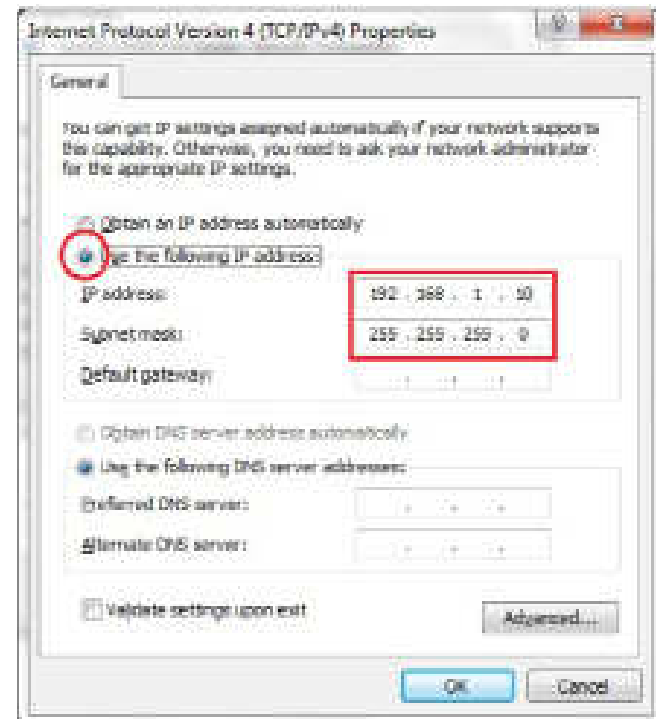 Internet Protocol Version 4 (TCP/IPv4) Properties
General
You can get IP settings assigned automatically if your network supports
this capability. Otherwise, you need to ask your network administrator
for the appropriate IP settings.
Obtain an IP address automatically
Use the following IP address:
IP address: 192 . 168 . 1 . 10
Subnet mask: 255 . 255 . 255 . 0
Default gateway: . . .
Obtain DNS server address automatically
Use the following DNS server addresses:
Preferred DNS server: . . .
Alternate DNS server: . . .
Validate settings upon exit
Advanced...
OK Cancel